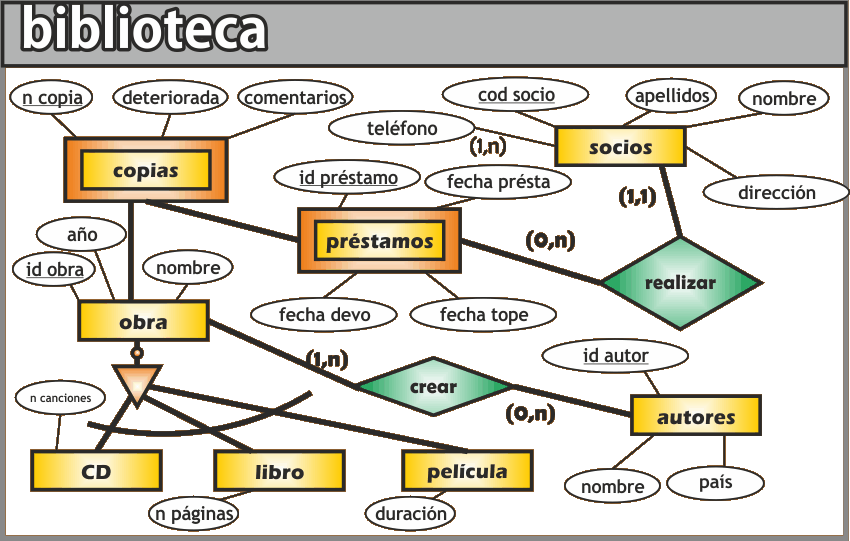 biblioteca
n copia
deteriorada
comentarios
cod socio
apellidos
nombre
teléfono
(1,n)
socios
copias
id préstamo
fecha présta
(1,1)
dirección
año
préstamos
(0,n)
id obra
nombre
realizar
fecha devo
fecha tope
obra
(1,n)
id autor
crear
n canciones
(0,n)
autores
CD
libro
película
nombre
país
n páginas
duración